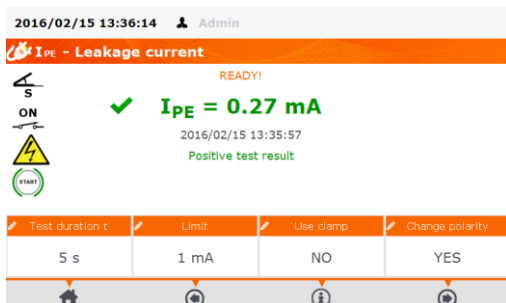 2016/02/15 13:36:14 Admin
IPE - Leakage current
READY!
S
ON
IPE = 0.27 mA
2016/02/15 13:35:57
Positive test result
START
Test duration t Limit Use clamp Change polarity
5 s 1 mA NO YES